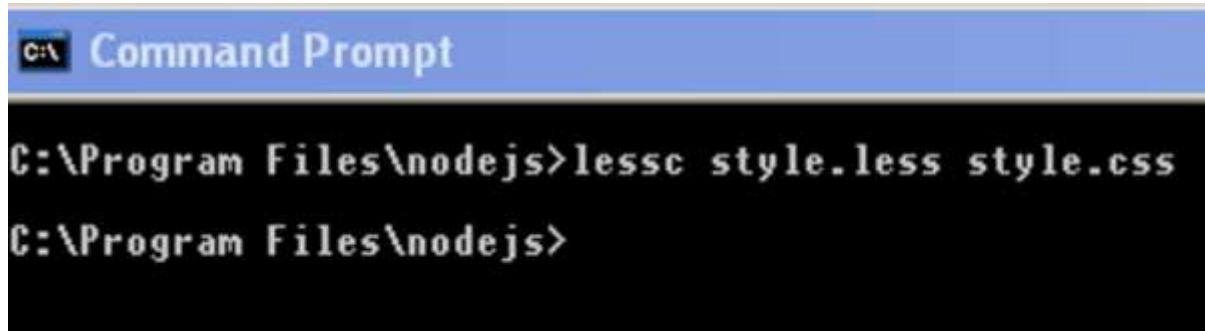 C:\ Command Prompt
C:\Program Files\nodejs>lessc style.less style.css
C:\Program Files\nodejs>